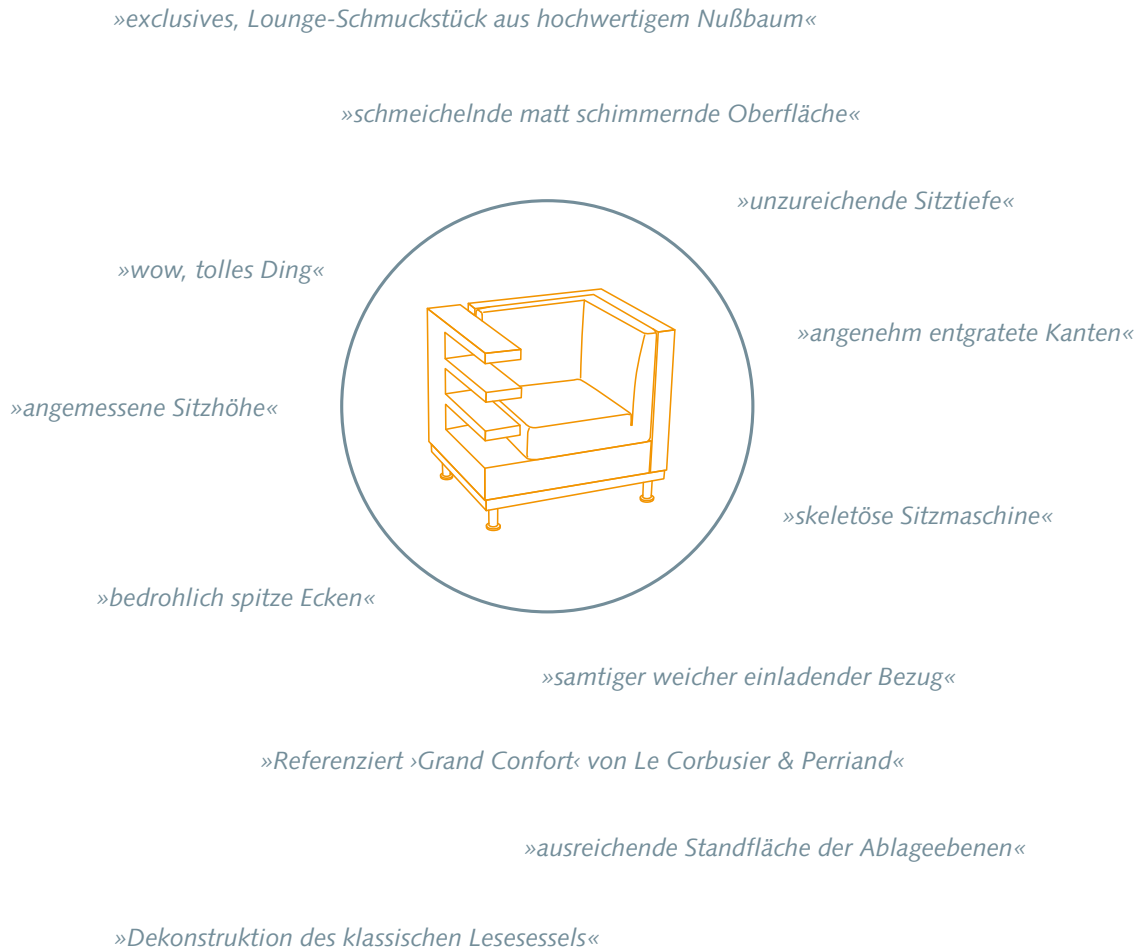 »exclusives, Lounge-Schmuckstück aus hochwertigem Nußbaum«
»schmeichelnde matt schimmernde Oberfläche«
»unzureichende Sitztiefe«
»wow, tolles Ding«
»angenehm entgratete Kanten«
»angemessene Sitzhöhe«
»skeletöse Sitzmaschine«
»bedrohlich spitze Ecken«
»samtiger weicher einladender Bezug«
»Referenziert ›Grand Confort‹ von Le Corbusier & Perriand«
»ausreichende Standfläche der Ablageebenen«
»Dekonstruktion des klassischen Lesesessels«